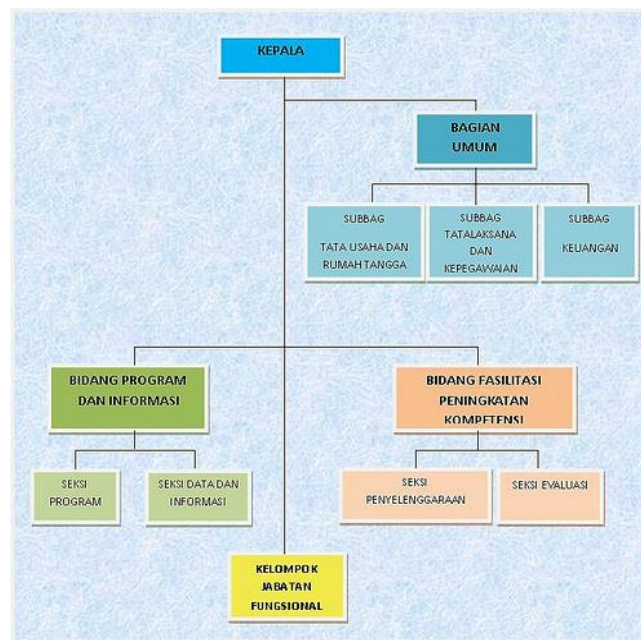 KEPALA
BAGIAN
UMUM
SUBBAG
TATA USAHA DAN
RUMAH TANGGA
SUBBAG
TATALAKSANA
DAN
KEPEGAWAIAN
SUBBAG
KEUANGAN
BIDANG PROGRAM
DAN INFORMASI
BIDANG FASILITASI
PENINGKATAN
KOMPETENSI
SEKSI
PROGRAM
SEKSI DATA DAN
INFORMASI
SEKSI
PENYELENGGARAAN
SEKSI EVALUASI
KELOMPOK
JABATAN
FUNGSIONAL